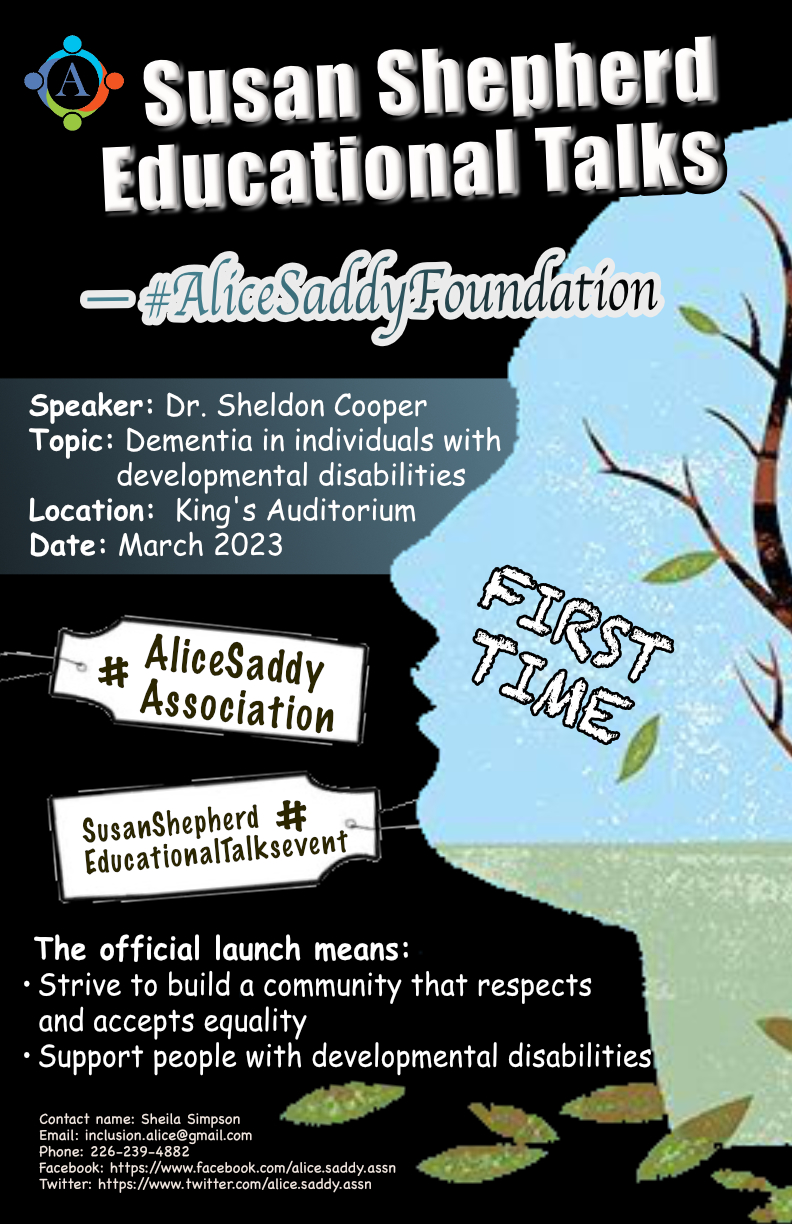 A
Susan Shepherd
Educational Talks
– #AliceSaddyFoundation
Speaker: Dr. Sheldon Cooper
Topic: Dementia in individuals with
developmental disabilities
Location: King's Auditorium
Date: March 2023
FIRST
TIME
# AliceSaddy
Association
SusanShepherd #
EducationalTalksevent
The official launch means:
• Strive to build a community that respects
and accepts equality
• Support people with developmental disabilities
Contact name: Sheila Simpson
Email: inclusion.alice@gmail.com
Phone: 226-239-4882
Facebook: https://www.facebook.com/alice.saddy.assn
Twitter: https://www.twitter.com/alice.saddy.assn